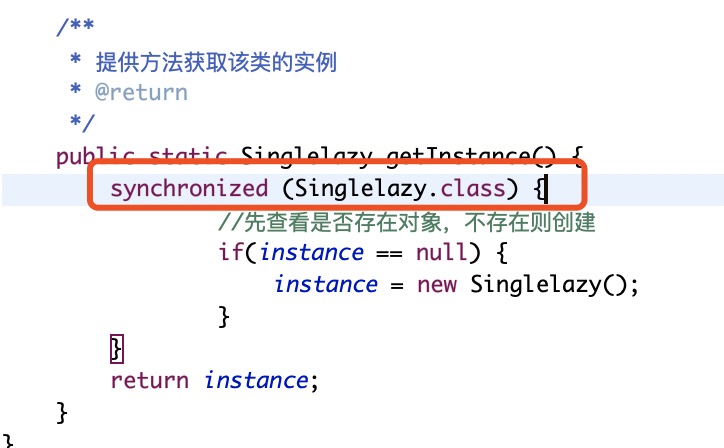 /**
* 提供方法获取该类的实例
* @return
*/
public static Singlelazy getInstance() {
synchronized (Singlelazy.class) {
//先查看是否存在对象，不存在则创建
if(instance == null) {
instance = new Singlelazy();
}
}
return instance;
}
}